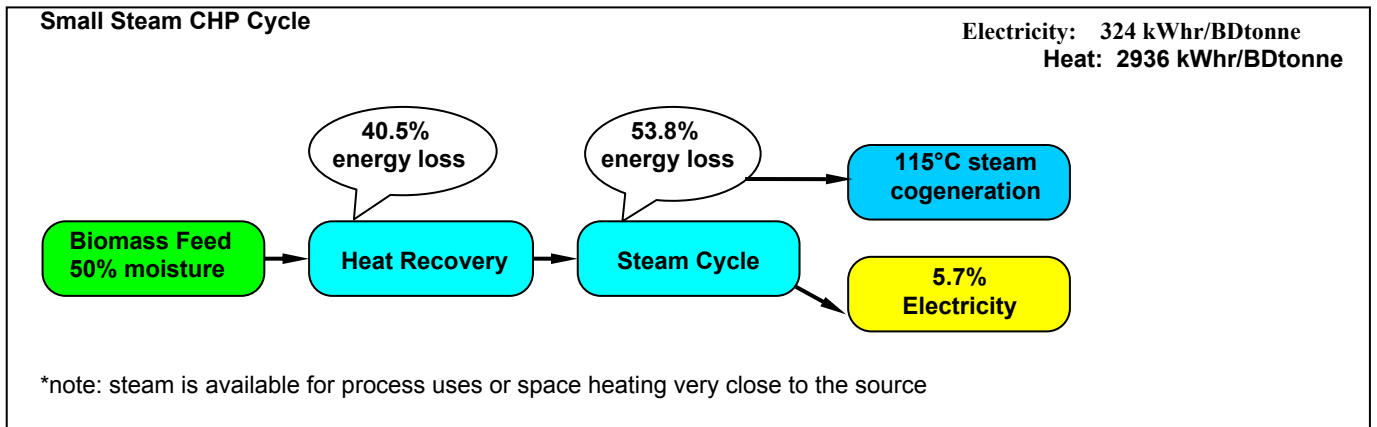 Small Steam CHP Cycle
Electricity: 324 kWhr/BDtonne
Heat: 2936 kWhr/BDtonne
40.5%
energy loss
53.8%
energy loss
115°C steam
cogeneration
Biomass Feed
50% moisture
Heat Recovery
Steam Cycle
5.7%
Electricity
*note: steam is available for process uses or space heating very close to the source